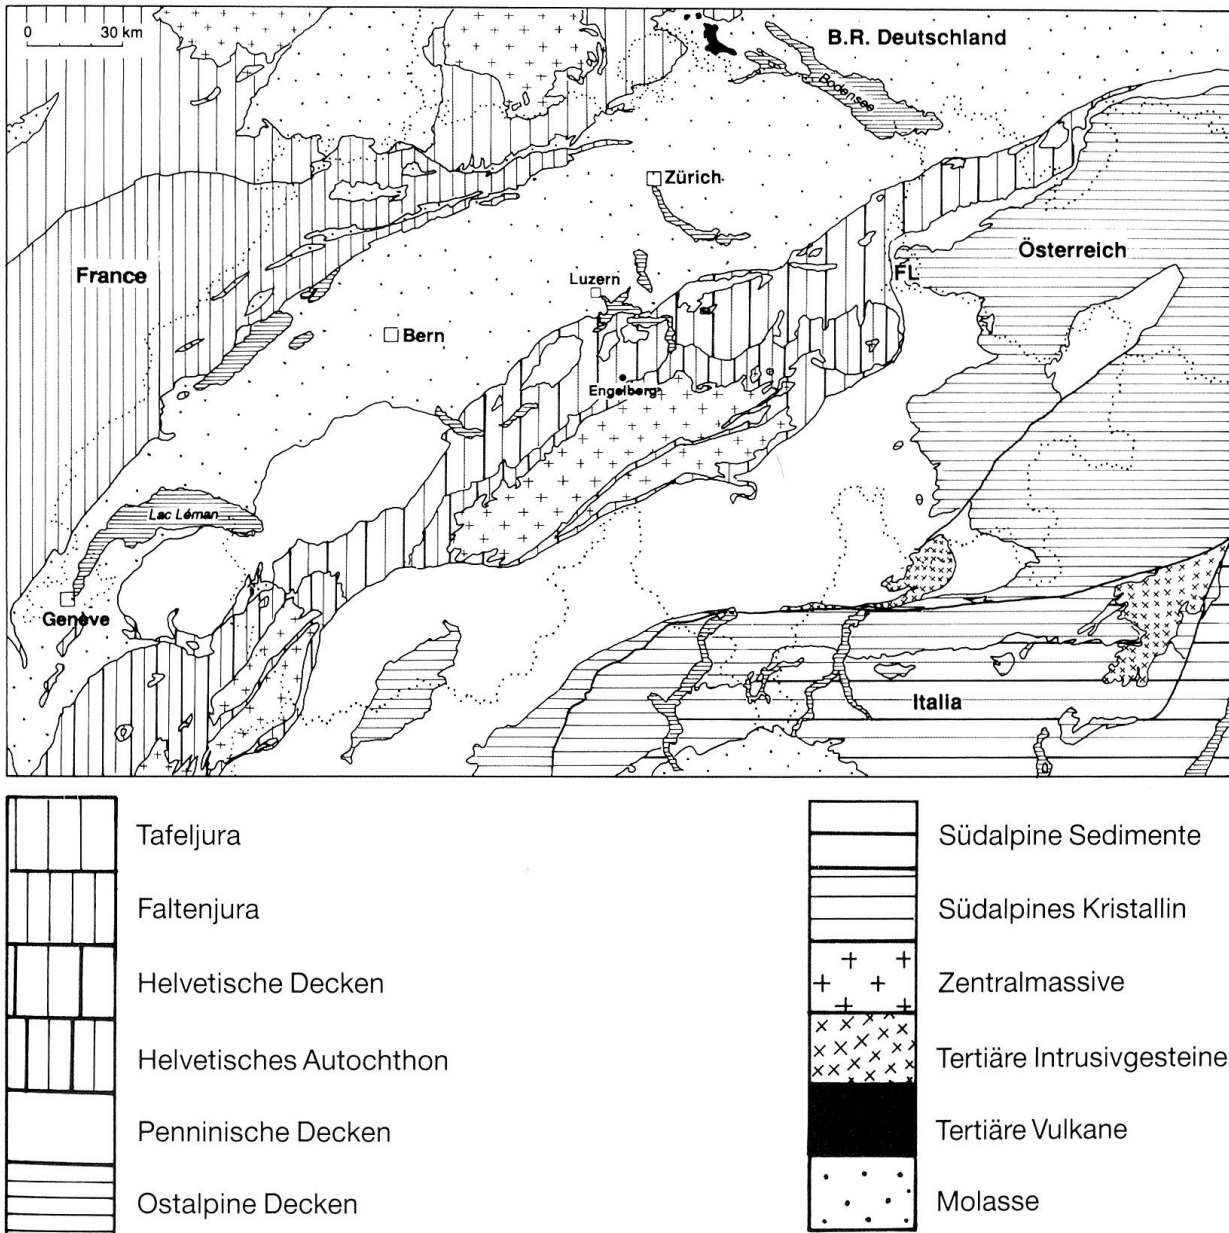 0 30 km
B.R. Deutschland
Bodensee
Zürich
France
Österreich
FL
Luzern
Bern
Engelberg
Lac Léman
Genève
Italia
Tafeljura
Faltenjura
Helvetische Decken
Helvetisches Autochthon
Penninische Decken
Ostalpine Decken
Südalpine Sedimente
Südalpines Kristallin
Zentralmassive
Tertiäre Intrusivgesteine
Tertiäre Vulkane
Molasse